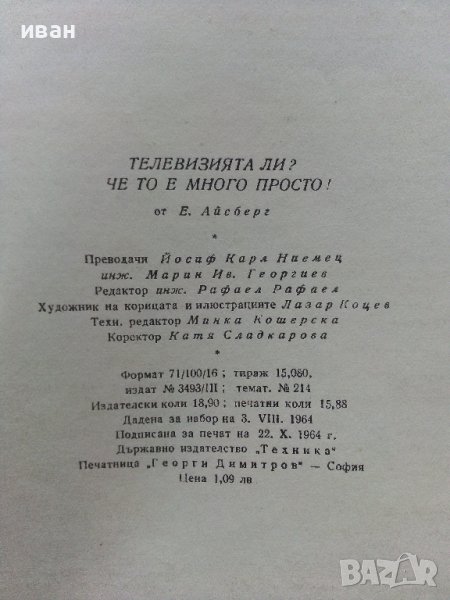 иван
ТЕЛЕВИЗИЯТА ЛИ?
ЧЕ ТО Е МНОГО ПРОСТО!
от Е. Айсберг
*
Преводачи Йосиф Карл Ниемец
инж. Марин Ив. Георгиев
Редактор инж. Рафаел Рафаел
Художник на корицата и илюстрациите Лазар Коцев
Техн. редактор Минка Кошерска
Коректор Катя Сладкарова
*
Формат 71/100/16; тираж 15,080,
издат № 3493/III; темат. № 214
Издателски коли 18,90; печатни коли 15,88
Дадена за набор на 3. VIII. 1964
Подписана за печат на 22. X. 1964 г.
Държавно издателство „Техника"
Печатница „Георги Димитров" — София
Цена 1,09 лв
BAZAR